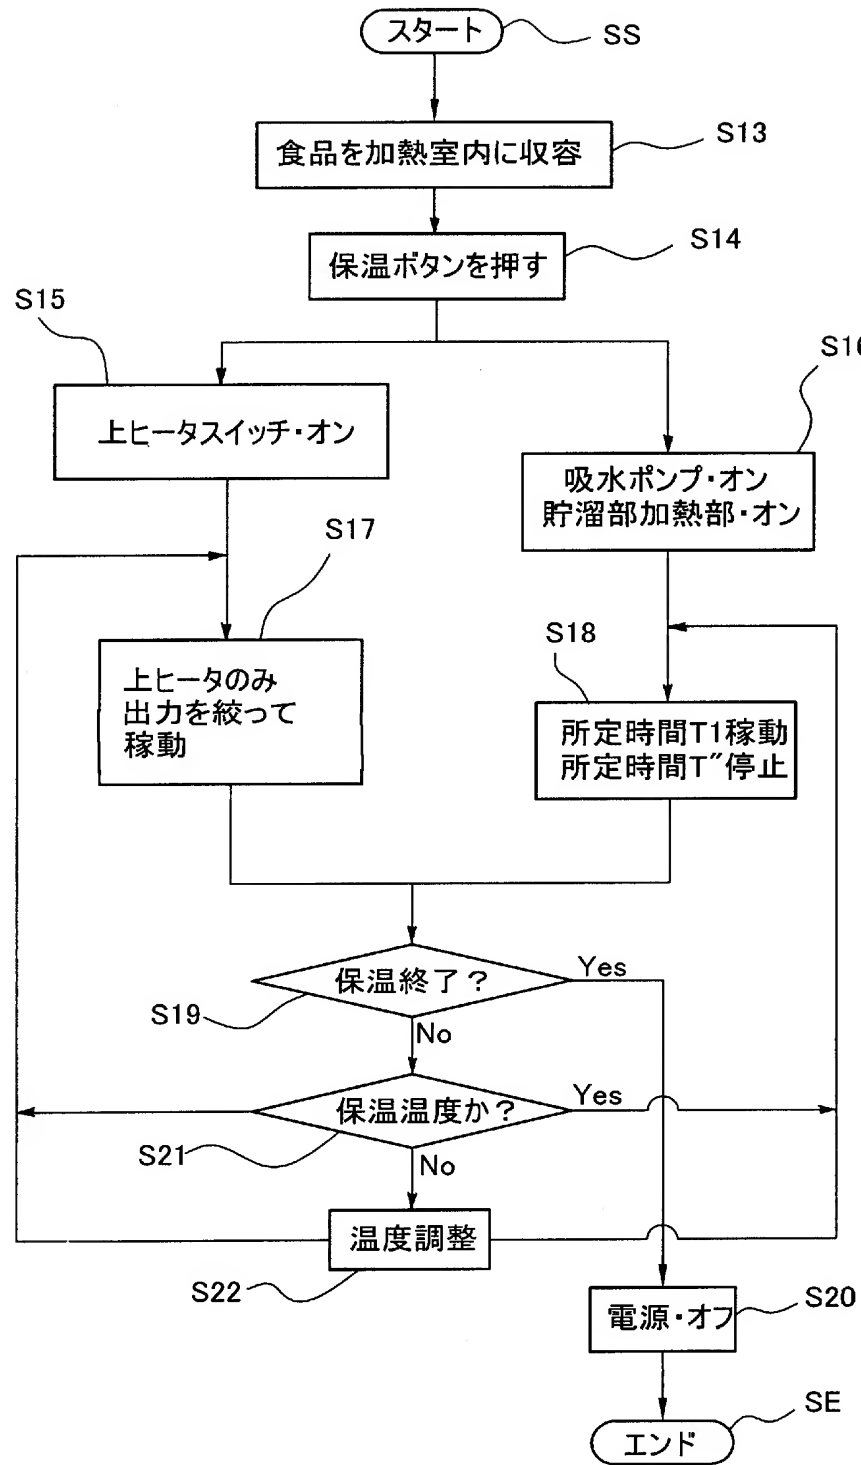 スタート
SS
食品を加熱室内に収容
S13
保温ボタンを押す
S14
S15
上ヒータスイッチ・オン
S16
吸水ポンプ・オン
貯溜部加熱部・オン
S17
上ヒータのみ
出力を絞って
稼動
S18
所定時間T1稼動
所定時間T"停止
保温終了？
Yes
S19
No
保温温度か？
Yes
S21
No
温度調整
S22
電源・オフ
S20
エンド
SE